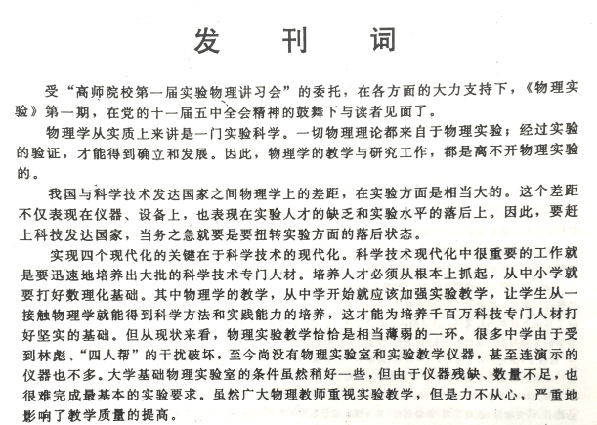 发刊词
受“高师院校第一届实验物理讲习会”的委托，在各方面的大力支持下，《物理实
验》第一期，在党的十一届五中全会精神的鼓舞下与读者见面了。
物理学从实质上来讲是一门实验科学。一切物理理论都来自于物理实验；经过实验
的验证，才能得到确立和发展。因此，物理学的教学与研究工作，都是离不开物理实验
的。
我国与科学技术发达国家之间物理学上的差距，在实验方面是相当大的。这个差距
不仅表现在仪器、设备上，也表现在实验人才的缺乏和实验水平的落后上，因此，要赶
上科技发达国家，当务之急就要是要扭转实验方面的落后状态。
实现四个现代化的关键在于科学技术的现代化。科学技术现代化中很重要的工作就
是要迅速地培养出大批的科学技术专门人材。培养人才必须从根本上抓起，从中小学就
要打好数理化基础。其中物理学的教学，从中学开始就应该加强实验教学，让学生从一
接触物理学就能得到科学方法和实践能力的培养，这才能为培养千百万科技专门人材打
好坚实的基础。但从现状来看，物理实验教学恰恰是相当薄弱的一环。很多中学由于受
到林彪、“四人帮”的干扰破坏，至今尚没有物理实验室和实验教学仪器，甚至连演示的
仪器也不多。大学基础物理实验室的条件虽然稍好一些，但由于仪器残缺、数量不足，也
很难完成最基本的实验要求。虽然广大物理教师重视实验教学，但是力不从心，严重地
影响了教学质量的提高。